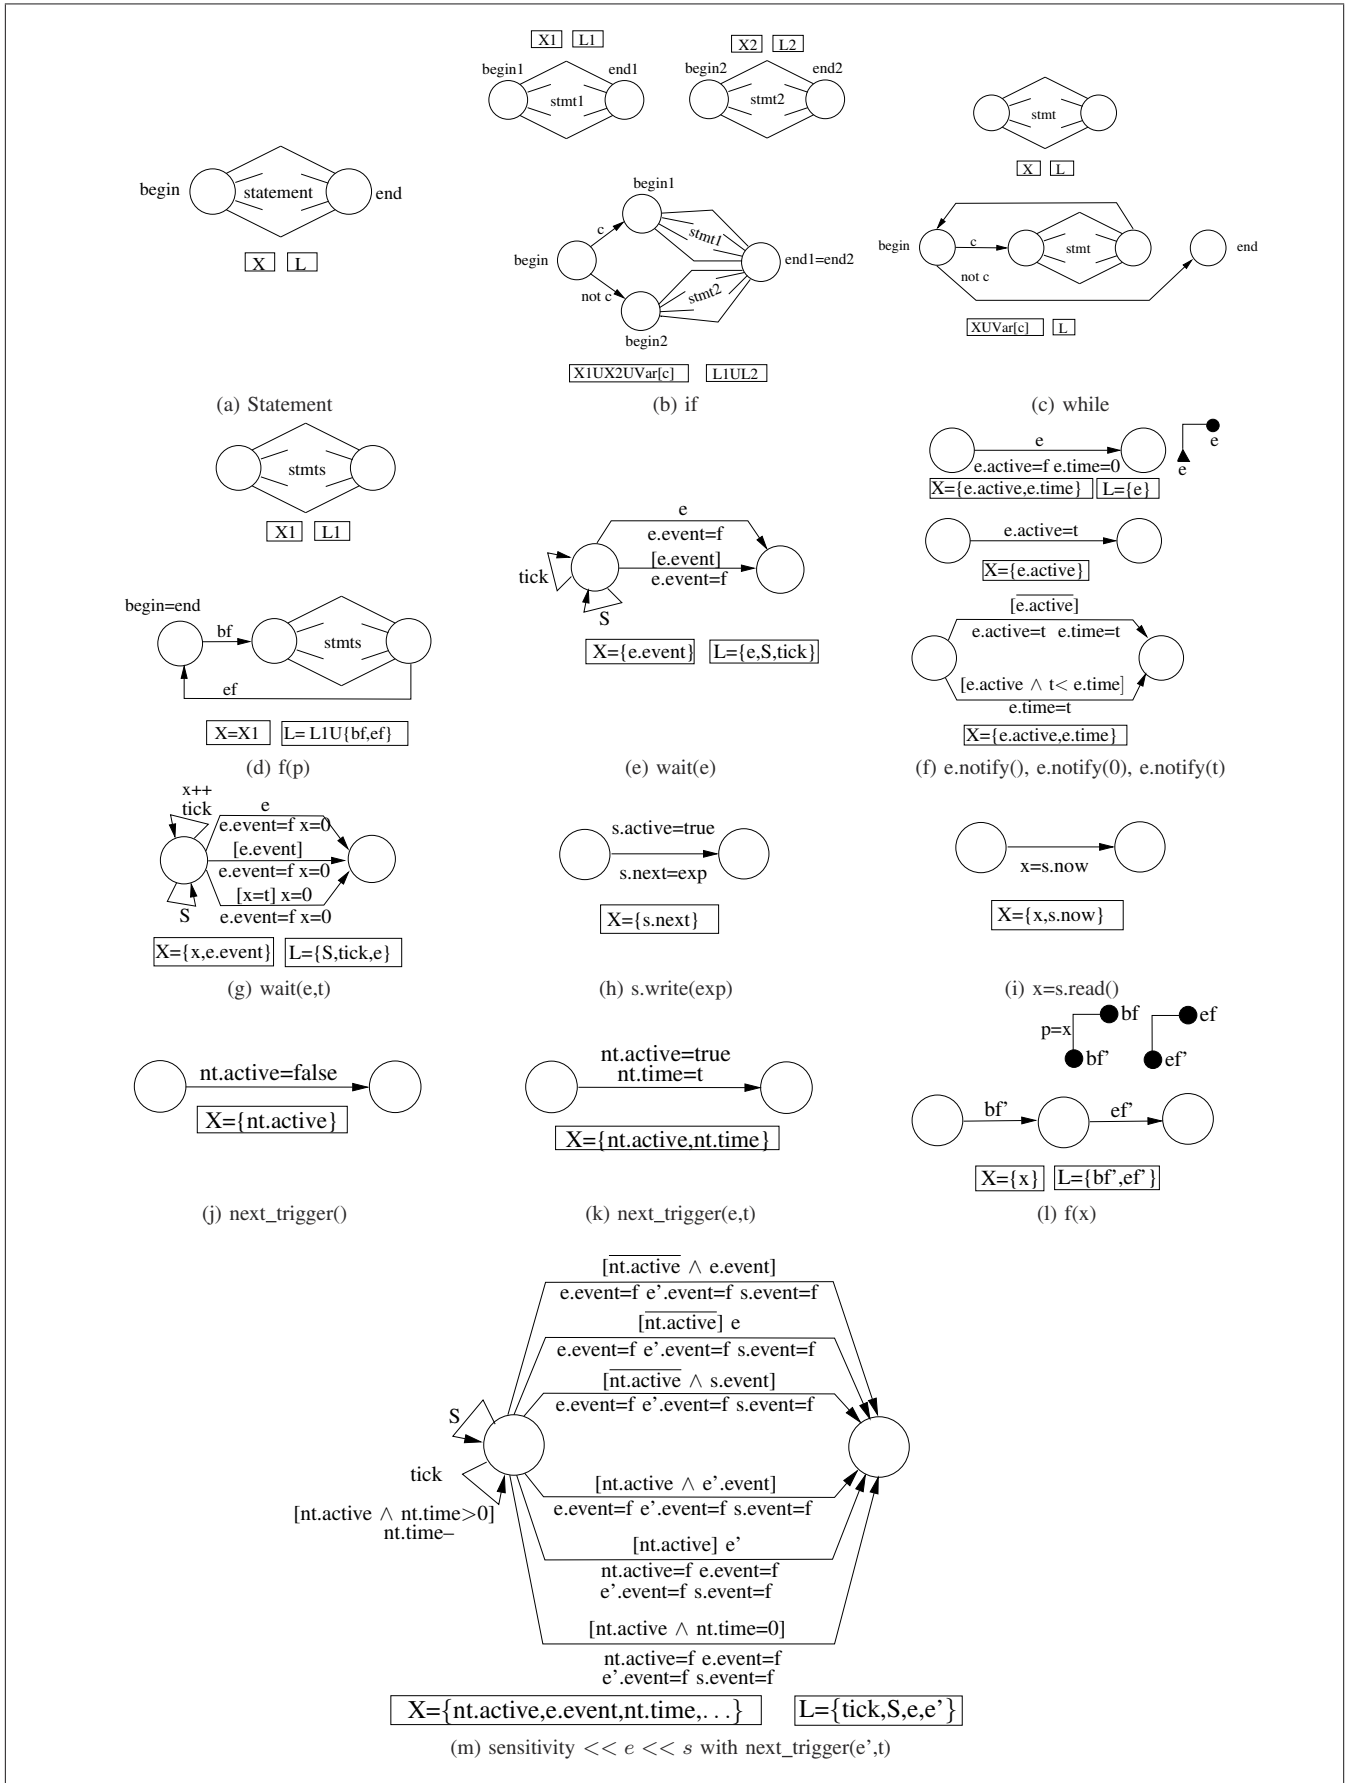 X1 L1
begin1 end1
stmt1
X2 L2
begin2 end2
stmt2
stmt
X L
begin statement end
X L
begin1
c
stmt1
begin end1=end2
not c stmt2
begin2
X1UX2UVar[c] L1UL2
begin c stmt end
not c
XUVar[c] L
(a) Statement
(b) if
(c) while
stmts
X1 L1
begin=end
bf stmts
ef
X=X1 L= L1U{bf,ef}
(d) f(p)
e
e.event=f
[e.event]
tick e.event=f
S
X={e.event} L={e,S,tick}
(e) wait(e)
e
e.active=f e.time=0
e
e
X={e.active,e.time} L={e}
e.active=t
X={e.active}
[e.active]
e.active=t e.time=t
[e.active ∧ t< e.time]
e.time=t
X={e.active,e.time}
(f) e.notify(), e.notify(0), e.notify(t)
x++
tick e
e.event=f x=0
[e.event]
e.event=f x=0
[x=t] x=0
S e.event=f x=0
X={x,e.event} L={S,tick,e}
(g) wait(e,t)
s.active=true
s.next=exp
X={s.next}
(h) s.write(exp)
x=s.now
X={x,s.now}
(i) x=s.read()
nt.active=false
X={nt.active}
(j) next_trigger()
nt.active=true
nt.time=t
X={nt.active,nt.time}
(k) next_trigger(e,t)
bf ef
p=x
bf' ef'
bf' ef'
X={x} L={bf',ef'}
(l) f(x)
[nt.active ∧ e.event]
e.event=f e'.event=f s.event=f
[nt.active] e
e.event=f e'.event=f s.event=f
[nt.active ∧ s.event]
e.event=f e'.event=f s.event=f
S
tick
[nt.active ∧ nt.time>0]
nt.time–
[nt.active ∧ e'.event]
e.event=f e'.event=f s.event=f
[nt.active] e'
nt.active=f e.event=f
e'.event=f s.event=f
[nt.active ∧ nt.time=0]
nt.active=f e.event=f
e'.event=f s.event=f
X={nt.active,e.event,nt.time,...} L={tick,S,e,e'}
(m) sensitivity << e << s with next_trigger(e',t)